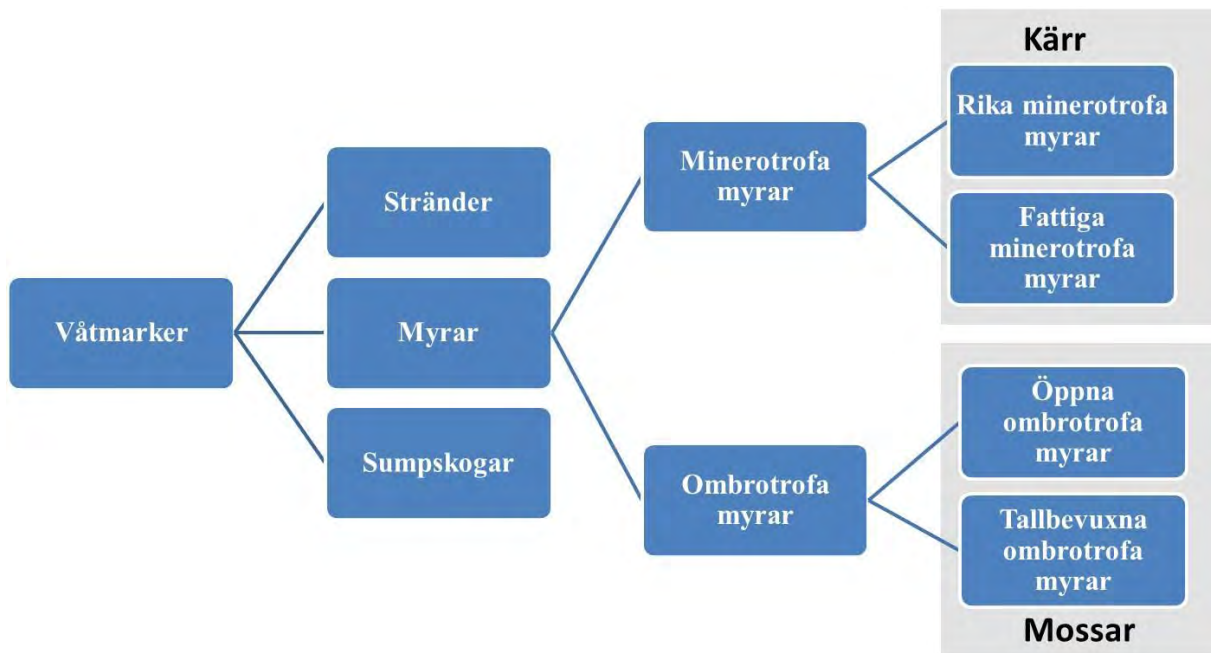 Våtmarker
Stränder
Myrar
Sumpskogar
Minerotrofa
myrar
Ombrotrofa
myrar
Kärr
Rika minerotrofa
myrar
Fattiga
minerotrofa
myrar
Öppna
ombrotrofa
myrar
Tallbevuxna
ombrotrofa
myrar
Mossar